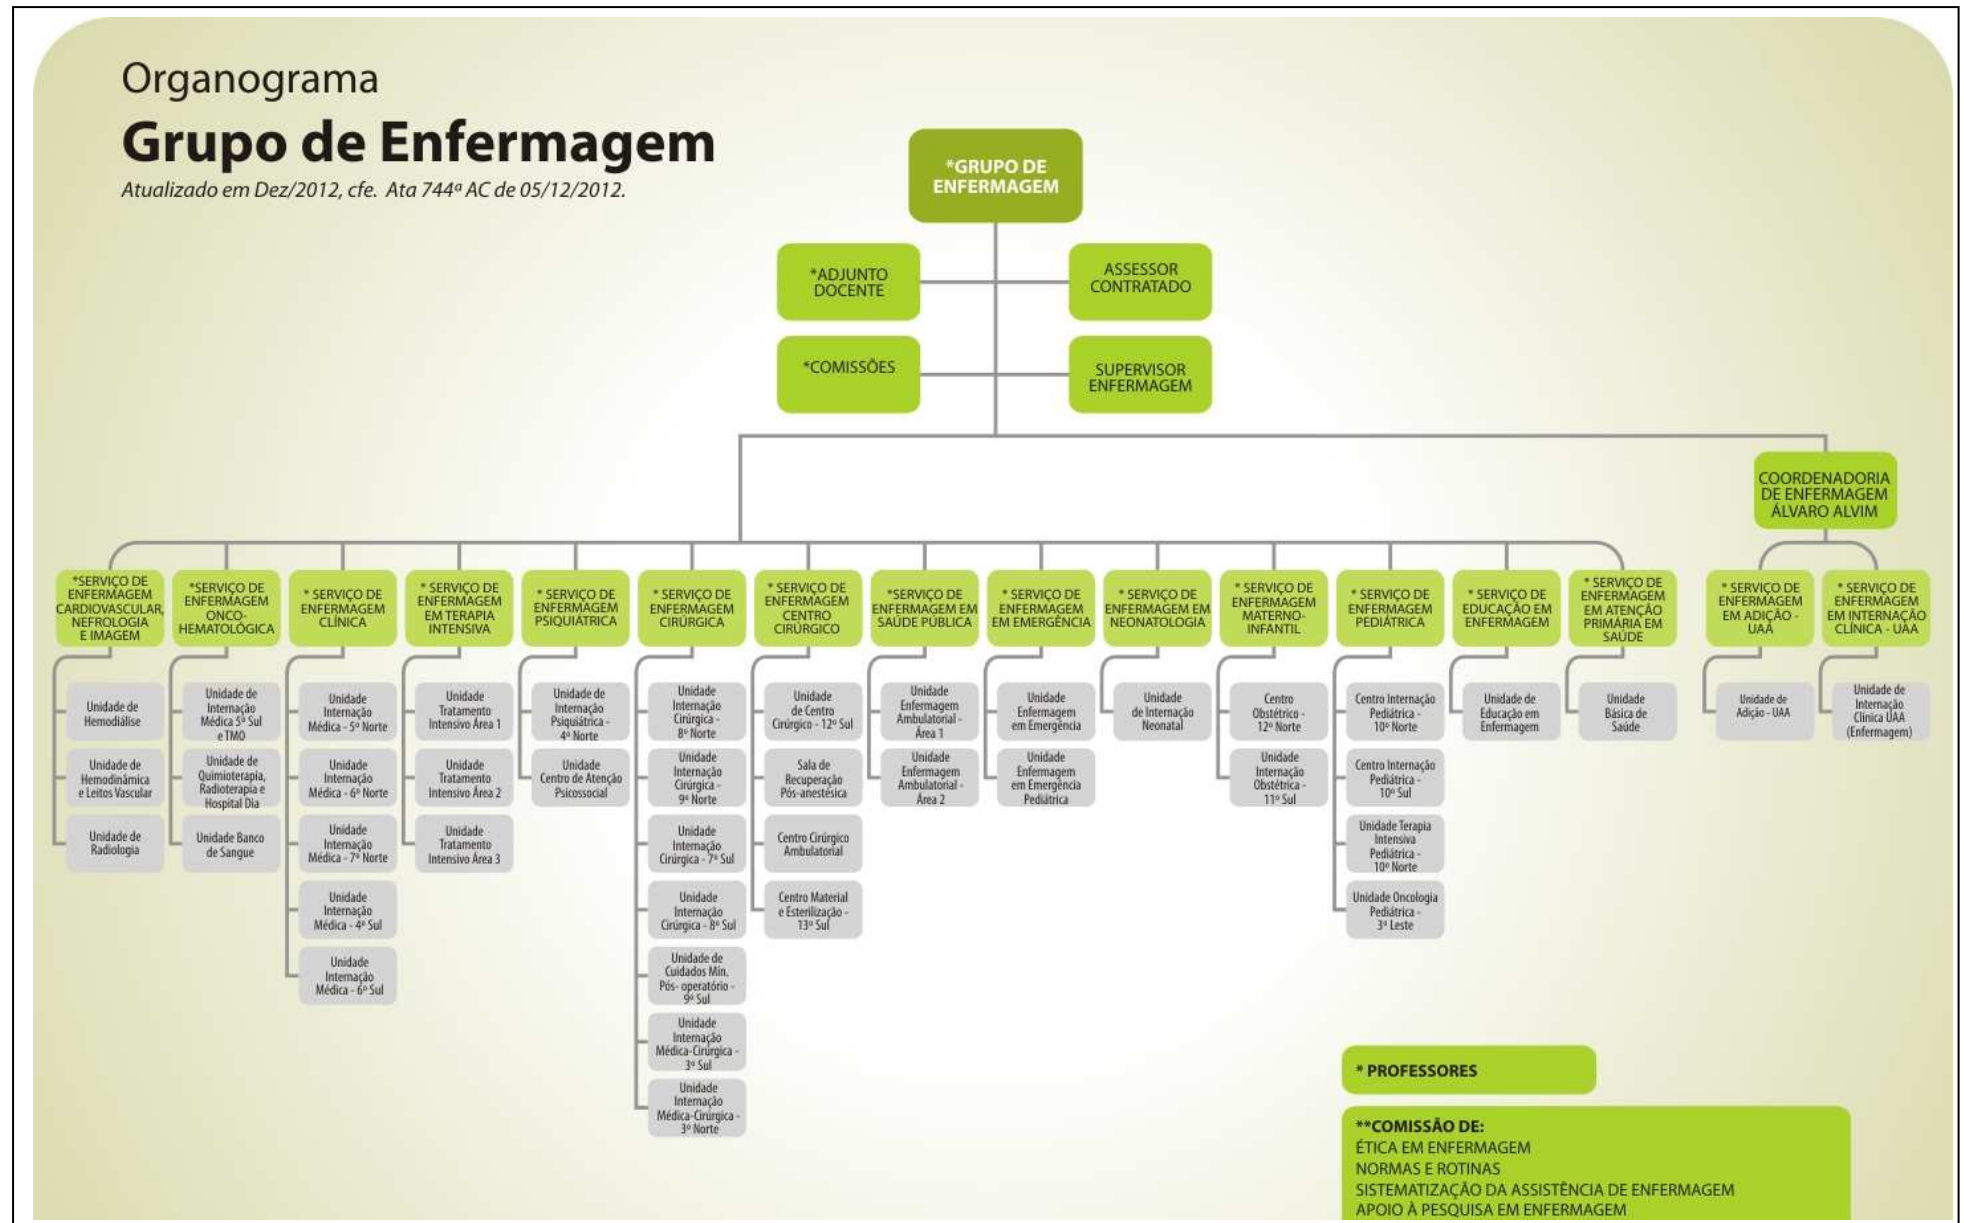 Organograma
Grupo de Enfermagem
Atualizado em Dez/2012, cfe. Ata 744ª AC de 05/12/2012.
*GRUPO DE
ENFERMAGEM
*ADJUNTO
DOCENTE
ASSESSOR
CONTRATADO
*COMISSÕES
SUPERVISOR
ENFERMAGEM
COORDENADORIA
DE ENFERMAGEM
ÁLVARO ALVIM
*SERVIÇO DE
ENFERMAGEM
CARDIOVASCULAR,
NEFROLOGIA
E IMAGEM
*SERVIÇO DE
ENFERMAGEM
ONCO-
HEMATOLÓGICA
* SERVIÇO DE
ENFERMAGEM
CLÍNICA
* SERVIÇO DE
ENFERMAGEM
EM TERAPIA
INTENSIVA
* SERVIÇO DE
ENFERMAGEM
PSIQUIÁTRICA
* SERVIÇO DE
ENFERMAGEM
CIRÚRGICA
* SERVIÇO DE
ENFERMAGEM
CENTRO
CIRÚRGICO
*SERVIÇO DE
ENFERMAGEM EM
SAÚDE PÚBLICA
* SERVIÇO DE
ENFERMAGEM
EM EMERGÊNCIA
* SERVIÇO DE
ENFERMAGEM EM
NEONATOLOGIA
* SERVIÇO DE
ENFERMAGEM
MATERNO-
INFANTIL
* SERVIÇO DE
ENFERMAGEM
PEDIÁTRICA
* SERVIÇO DE
EDUCAÇÃO EM
ENFERMAGEM
* SERVIÇO DE
ENFERMAGEM
EM ATENÇÃO
PRIMÁRIA EM
SAÚDE
* SERVIÇO DE
ENFERMAGEM
EM ADIÇÃO -
UAA
* SERVIÇO DE
ENFERMAGEM
EM INTERNAÇÃO
CLÍNICA - UAA
Unidade de
Hemodiálise
Unidade de
Hemodinâmica
e Leitos Vascular
Unidade de
Radiologia
Unidade de
Internação
Médica 5º Sul
e TMO
Unidade de
Quimioterapia,
Radioterapia e
Hospital Dia
Unidade Banco
de Sangue
Unidade
Internação
Médica - 5º Norte
Unidade
Internação
Médica - 6º Norte
Unidade
Internação
Médica - 7º Norte
Unidade
Internação
Médica - 4º Sul
Unidade
Internação
Médica - 6º Sul
Unidade
Tratamento
Intensivo Área 1
Unidade
Tratamento
Intensivo Área 2
Unidade
Tratamento
Intensivo Área 3
Unidade de
Internação
Psiquiátrica -
4º Norte
Unidade
Centro de Atenção
Psicossocial
Unidade
Internação
Cirúrgica -
8º Norte
Unidade
Internação
Cirúrgica -
9º Norte
Unidade
Internação
Cirúrgica - 7º Sul
Unidade
Internação
Cirúrgica - 8º Sul
Unidade de
Cuidados Mín.
Pós- operatório -
9º Sul
Unidade
Internação
Médica-Cirúrgica -
3º Sul
Unidade
Internação
Médica-Cirúrgica -
3º Norte
Unidade
de Centro
Cirúrgico - 12º Sul
Sala de
Recuperação
Pós-anestésica
Centro Cirúrgico
Ambulatorial
Centro Material
e Esterilização -
13º Sul
Unidade
Enfermagem
Ambulatorial -
Área 1
Unidade
Enfermagem
Ambulatorial -
Área 2
Unidade
Enfermagem
em Emergência
Unidade
Enfermagem
em Emergência
Pediátrica
Unidade
de Internação
Neonatal
Centro
Obstétrico -
12º Norte
Unidade
Internação
Obstétrica -
11º Sul
Centro Internação
Pediátrica -
10º Norte
Centro Internação
Pediátrica -
10º Sul
Unidade Terapia
Intensiva
Pediátrica -
10º Norte
Unidade Oncologia
Pediátrica -
3º Leste
Unidade de
Educação em
Enfermagem
Unidade
Básica de
Saúde
Unidade de
Adição - UAA
Unidade de
Internação
Clínica UAA
(Enfermagem)
* PROFESSORES
**COMISSÃO DE:
ÉTICA EM ENFERMAGEM
NORMAS E ROTINAS
SISTEMATIZAÇÃO DA ASSISTÊNCIA DE ENFERMAGEM
APOIO À PESQUISA EM ENFERMAGEM